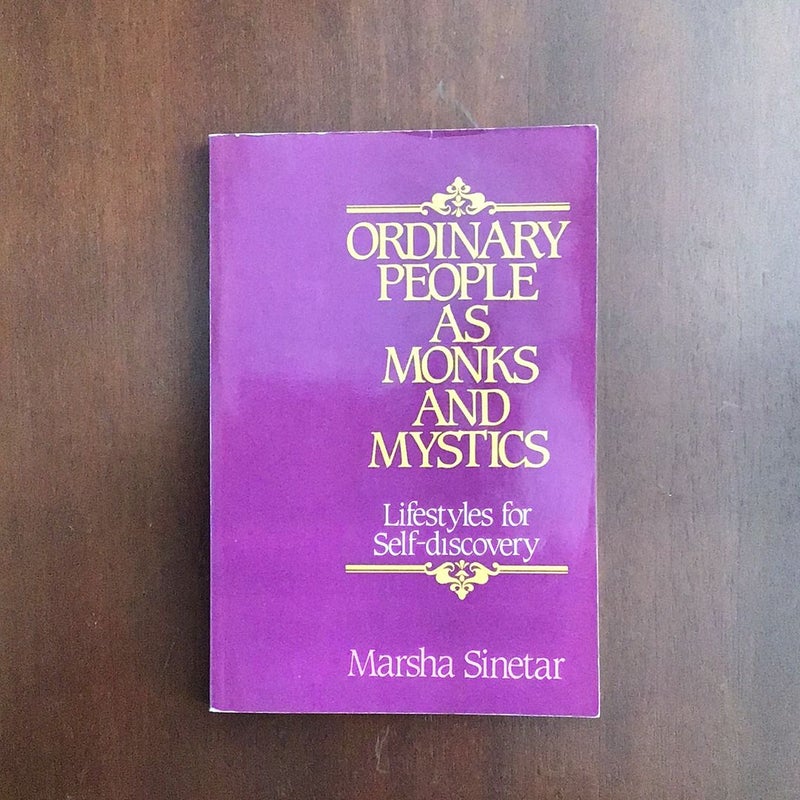 ORDINARY
PEOPLE
AS
MONKS
AND
MYSTICS
Lifestyles for
Self-discovery
Marsha Sinetar